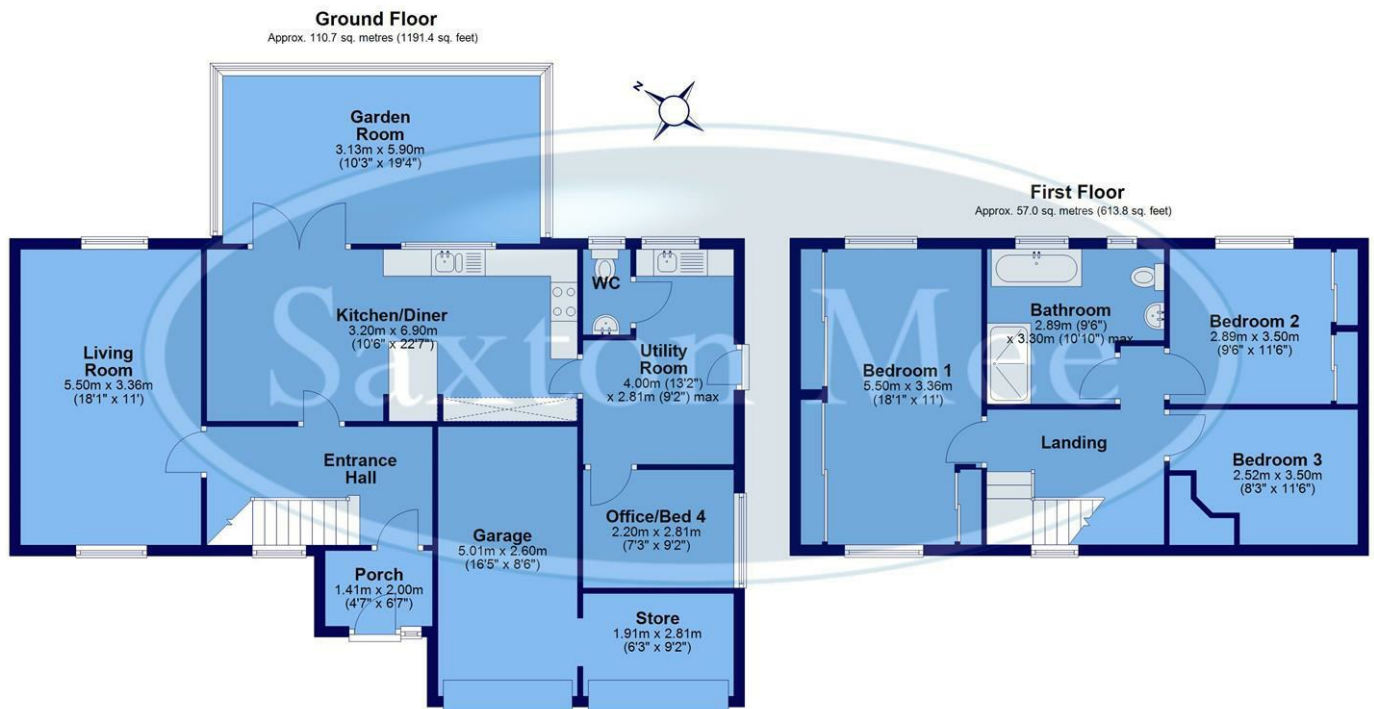 Ground Floor
Approx. 110.7 sq. metres (1191.4 sq. feet)
Garden
Room
3.13m x 5.90m
(10'3" x 19'4")
N
First Floor
Approx. 57.0 sq. metres (613.8 sq. feet)
Living
Room
5.50m x 3.36m
(18'1" x 11')
Kitchen/Diner
3.20m x 6.90m
(10'6" x 22'7")
WC
Utility
Room
4.00m (13'2")
x 2.81m (9'2") max
Entrance
Hall
Porch
1.41m x 2.00m
(4'7" x 6'7")
Garage
5.01m x 2.60m
(16'5" x 8'6")
Office/Bed 4
2.20m x 2.81m
(7'3" x 9'2")
Store
1.91m x 2.81m
(6'3" x 9'2")
Bedroom 1
5.50m x 3.36m
(18'1" x 11')
Bathroom
2.89m (9'6")
x 3.30m (10'10") max
Bedroom 2
2.89m x 3.50m
(9'6" x 11'6")
Landing
Bedroom 3
2.52m x 3.50m
(8'3" x 11'6")
Saxton Mee